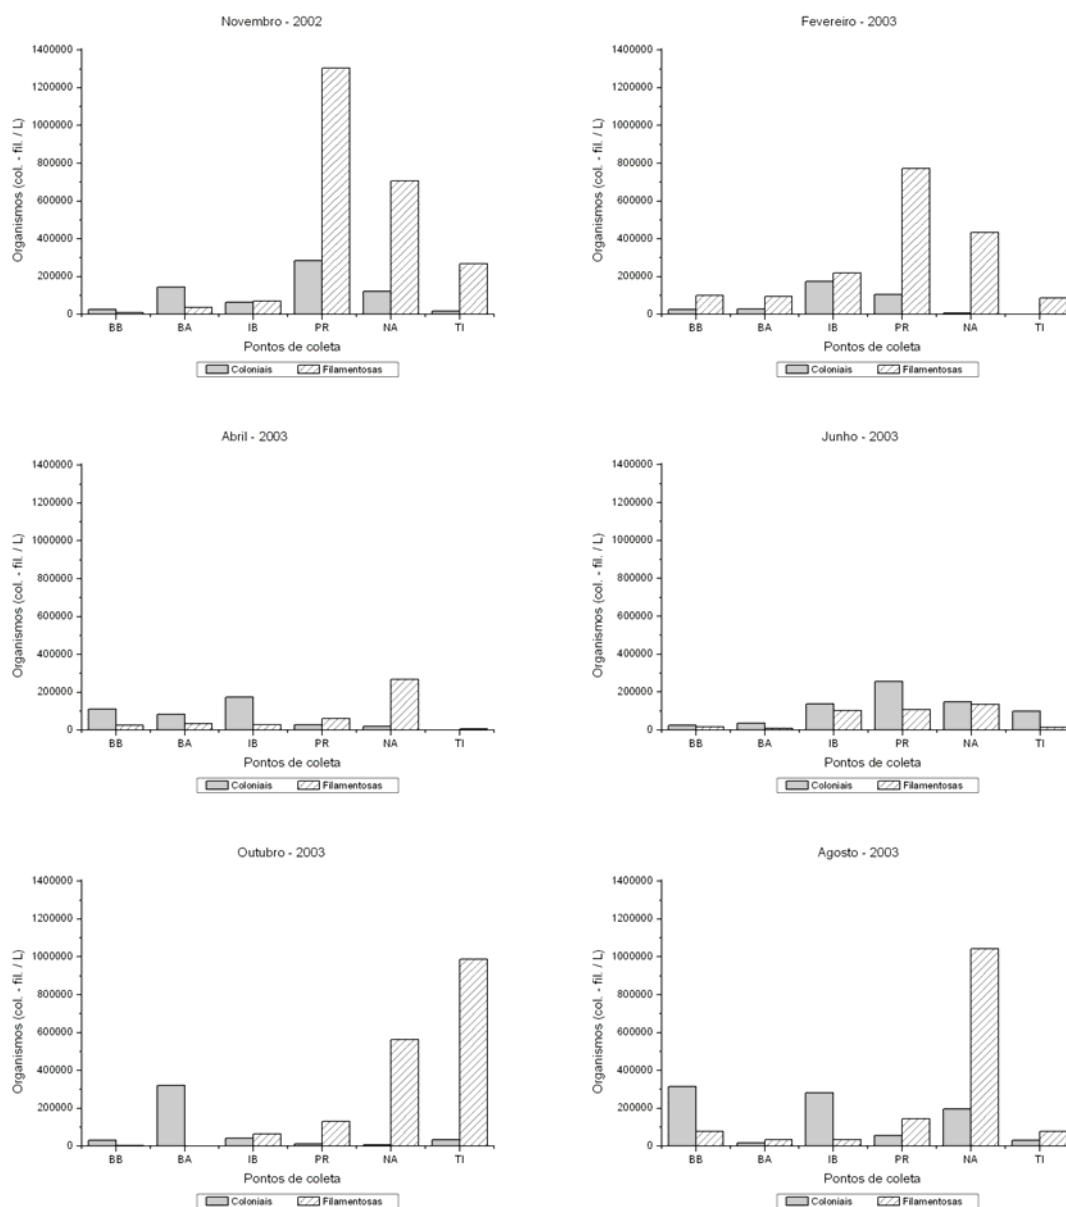 Novembro - 2002
1400000
1200000
1000000
800000
600000
400000
200000
0
Organismos (col. - fil. / L)
BB BA IB PR NA TI
Pontos de coleta
Coloniais Filamentosas
Fevereiro - 2003
1400000
1200000
1000000
800000
600000
400000
200000
0
Organismos (col. - fil. / L)
BB BA IB PR NA TI
Pontos de coleta
Coloniais Filamentosas
Abril - 2003
1400000
1200000
1000000
800000
600000
400000
200000
0
Organismos (col. - fil. / L)
BB BA IB PR NA TI
Pontos de coleta
Coloniais Filamentosas
Junho - 2003
1400000
1200000
1000000
800000
600000
400000
200000
0
Organismos (col. - fil. / L)
BB BA IB PR NA TI
Pontos de coleta
Coloniais Filamentosas
Outubro - 2003
1400000
1200000
1000000
800000
600000
400000
200000
0
Organismos (col. - fil. / L)
BB BA IB PR NA TI
Pontos de coleta
Coloniais Filamentosas
Agosto - 2003
1400000
1200000
1000000
800000
600000
400000
200000
0
Organismos (col. - fil. / L)
BB BA IB PR NA TI
Pontos de coleta
Coloniais Filamentosas